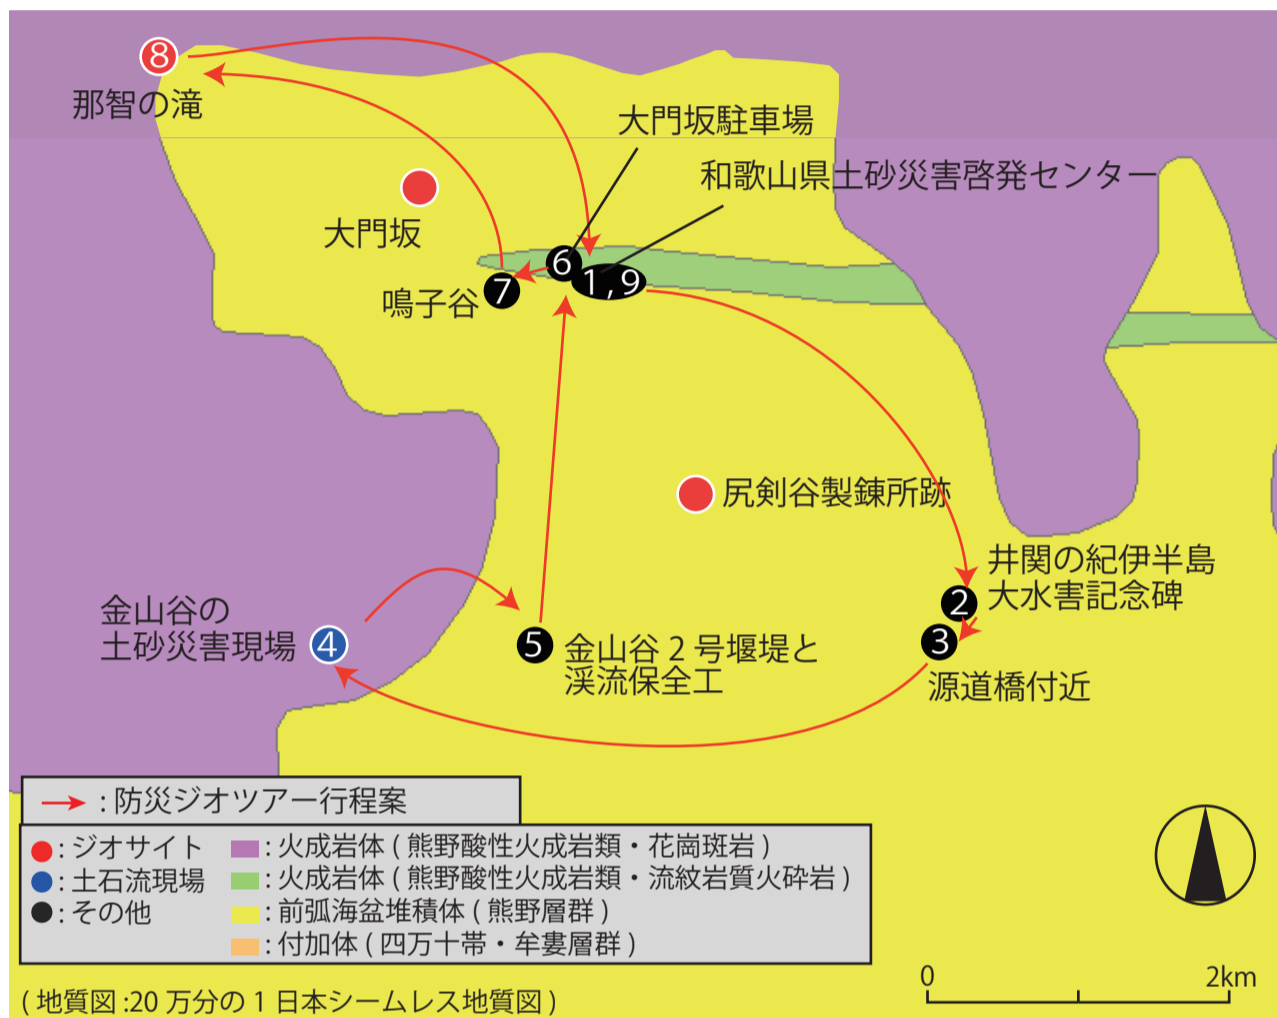 8
那智の滝
大門坂駐車場
和歌山県土砂災害啓発センター
大門坂
6
1,9
7
鳴子谷
尻剣谷製錬所跡
井関の紀伊半島
大水害記念碑
2
3
源道橋付近
金山谷の
土砂災害現場
4
5
金山谷2号堰堤と
渓流保全工
:防災ジオツアー行程案
:ジオサイト
:土石流現場
:その他
:火成岩体(熊野酸性火成岩類・花崗斑岩)
:火成岩体(熊野酸性火成岩類・流紋岩質火砕岩)
:前弧海盆堆積体(熊野層群)
:付加体(四万十帯・牟婁層群)
(地質図:20万分の1日本シームレス地質図)
0
2km